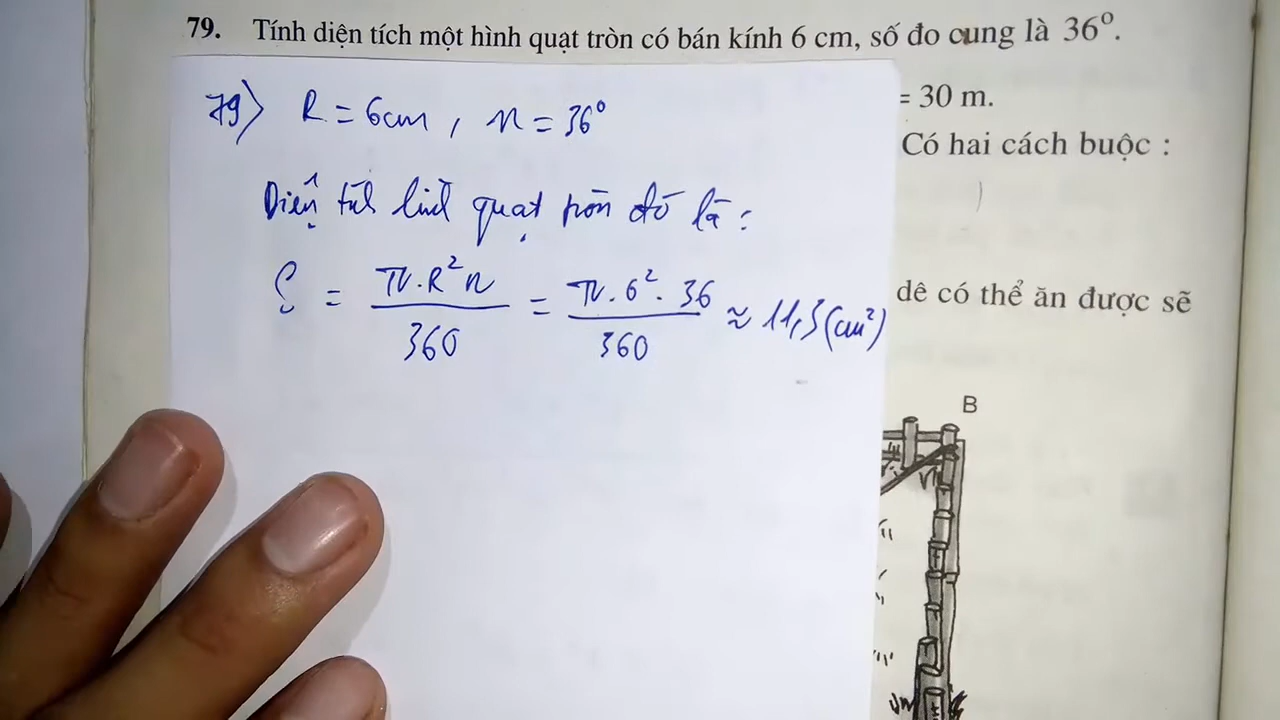 79. Tính diện tích một hình quạt tròn có bán kính 6 cm, số đo cung là 36°.
= 30 m.
Có hai cách buộc :
dê có thể ăn được sẽ
B
79) R = 6cm, n = 36°
Diện tích hình quạt tròn đó là:
S = π.R²n/360 = π.6².36/360 ≈ 11,3 (cm²)